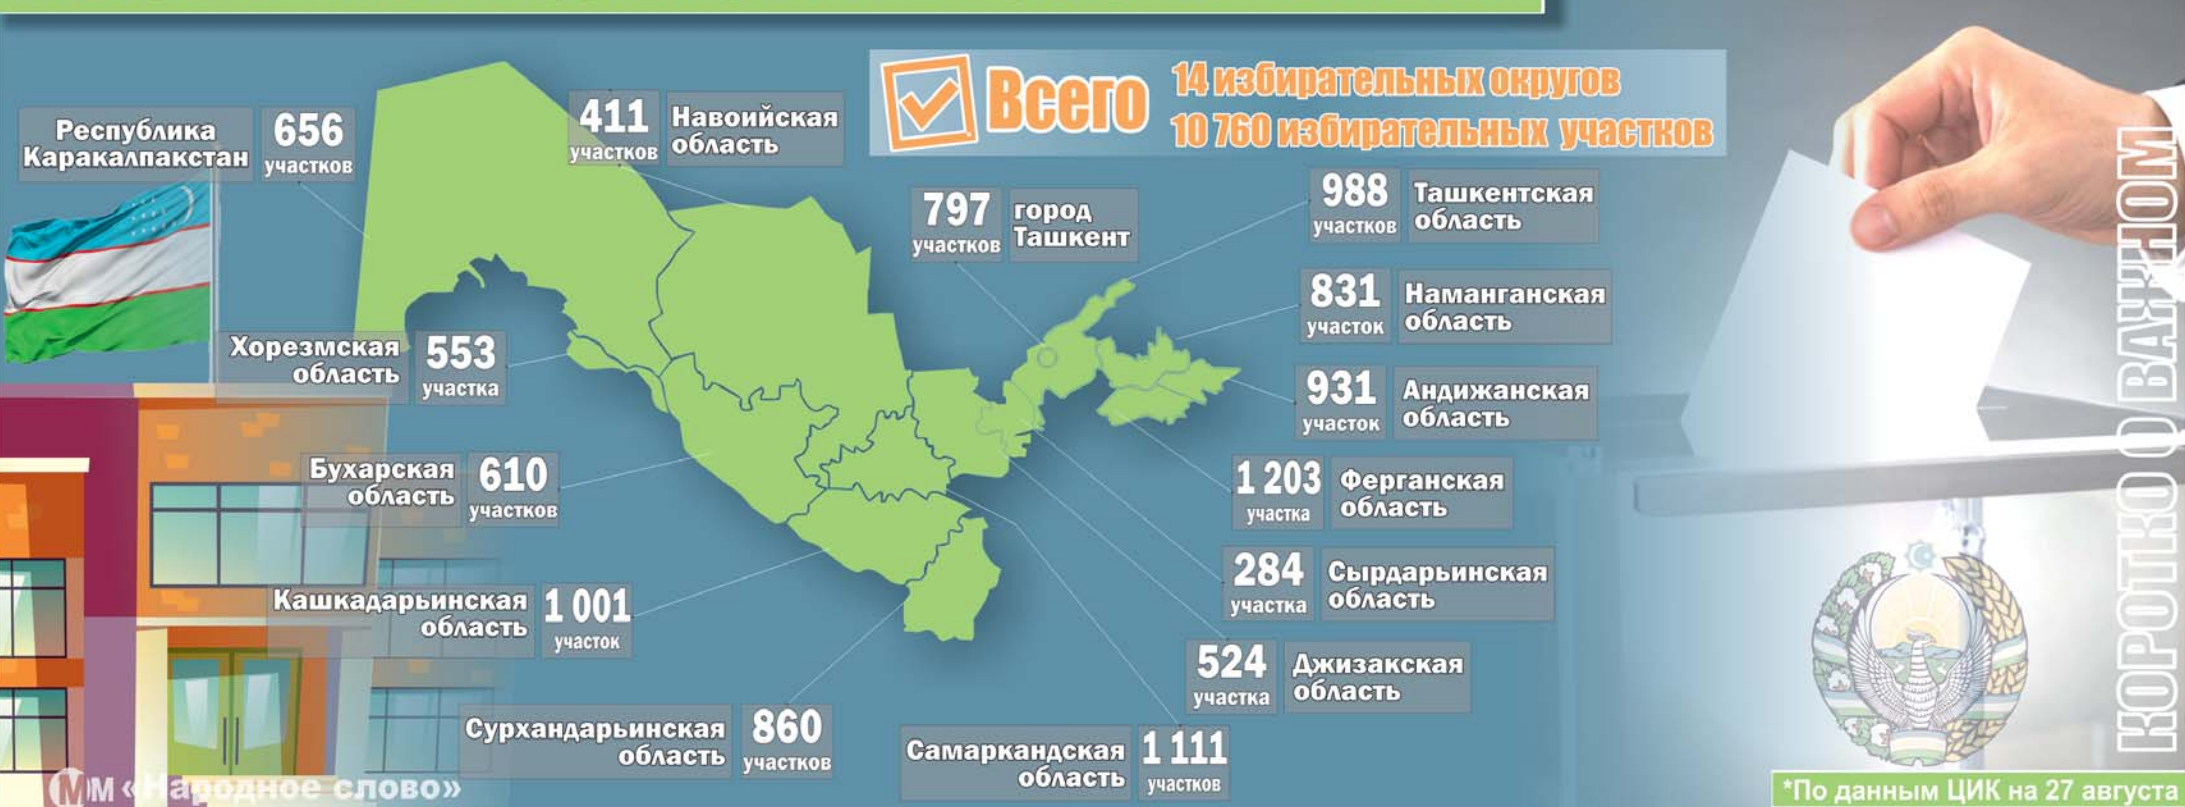 Всего
14 избирательных округов
10 760 избирательных участков
Республика
Каракалпакстан
656
участков
411
участков
Навоийская
область
797
участков
город
Ташкент
988
участков
Ташкентская
область
831
участок
Наманганская
область
Хорезмская
область
553
участка
931
участок
Андижанская
область
Бухарская
область
610
участков
1 203
участка
Ферганская
область
284
участка
Сырдарьинская
область
Кашкадарьинская
область
1 001
участок
524
участка
Джизакская
область
Сурхандарьинская
область
860
участков
Самаркандская
область
1 111
участков
КОРОТКО О ВАЖНОМ
ММ «Народное слово»
*По данным ЦИК на 27 августа